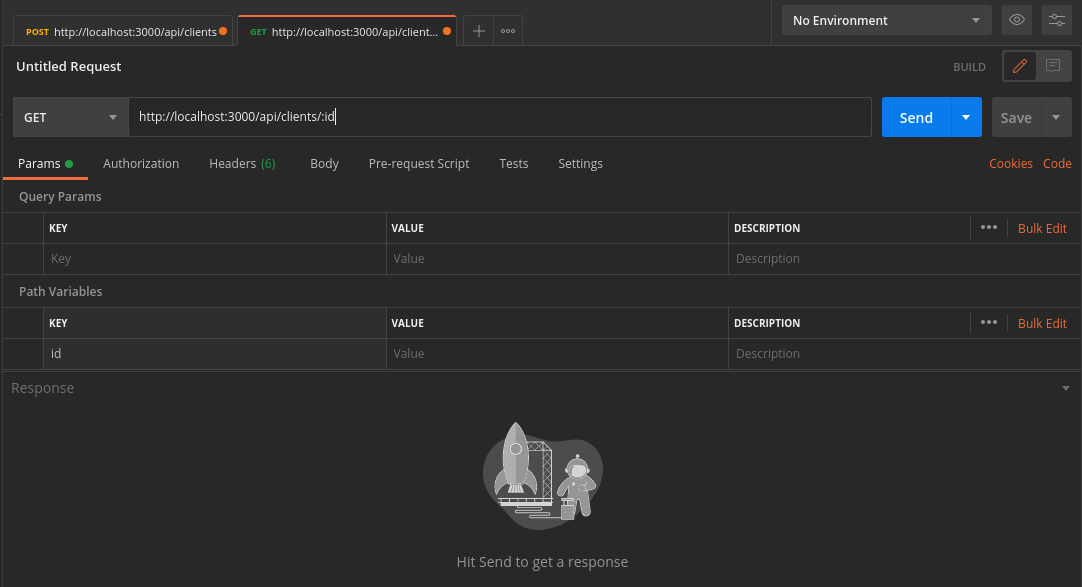 POST http://localhost:3000/api/clients GET http://localhost:3000/api/client... No Environment
Untitled Request BUILD
GET http://localhost:3000/api/clients/:id Send Save
Params Authorization Headers (6) Body Pre-request Script Tests Settings Cookies Code
Query Params
KEY VALUE DESCRIPTION Bulk Edit
Key Value Description
Path Variables
KEY VALUE DESCRIPTION Bulk Edit
id Value Description
Response
Hit Send to get a response